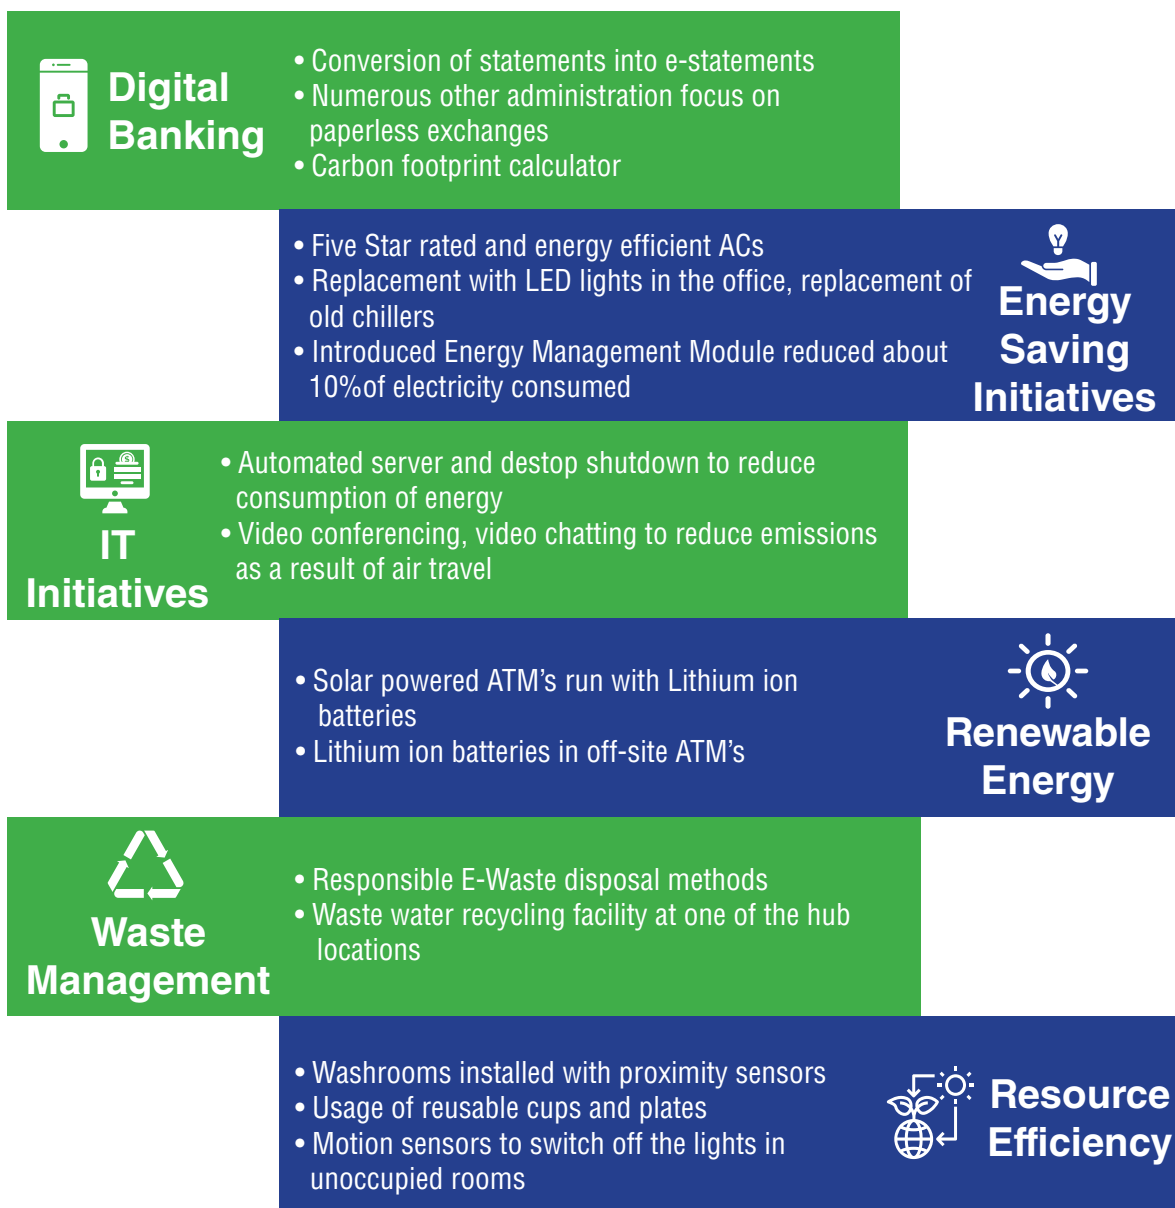 Digital
Banking
• Conversion of statements into e-statements
• Numerous other administration focus on
paperless exchanges
• Carbon footprint calculator
• Five Star rated and energy efficient ACs
• Replacement with LED lights in the office, replacement of
old chillers
• Introduced Energy Management Module reduced about
10%of electricity consumed
Energy
Saving
Initiatives
IT
Initiatives
• Automated server and destop shutdown to reduce
consumption of energy
• Video conferencing, video chatting to reduce emissions
as a result of air travel
• Solar powered ATM’s run with Lithium ion
batteries
• Lithium ion batteries in off-site ATM’s
Renewable
Energy
Waste
Management
• Responsible E-Waste disposal methods
• Waste water recycling facility at one of the hub
locations
• Washrooms installed with proximity sensors
• Usage of reusable cups and plates
• Motion sensors to switch off the lights in
unoccupied rooms
Resource
Efficiency